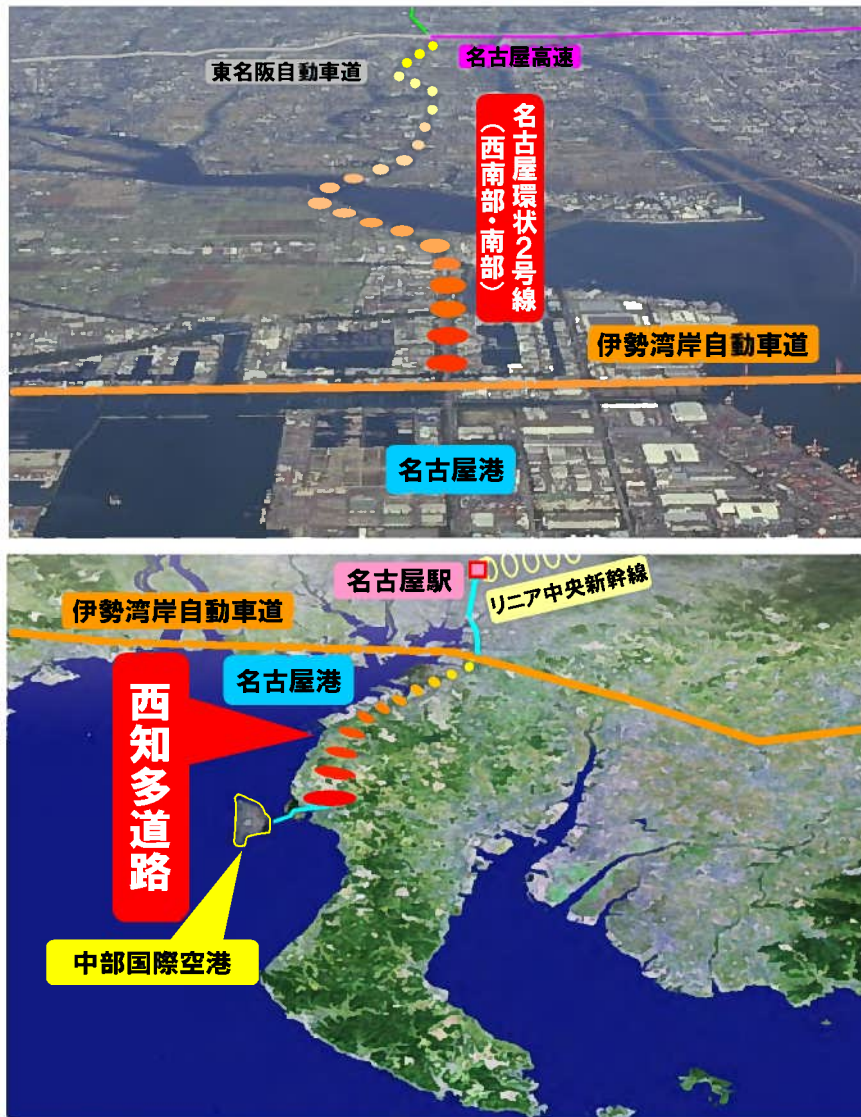 東名阪自動車道
名古屋高速
名古屋環状2号線
(西南部・南部)
伊勢湾岸自動車道
名古屋港
名古屋駅
リニア中央新幹線
伊勢湾岸自動車道
名古屋港
西知多道路
中部国際空港